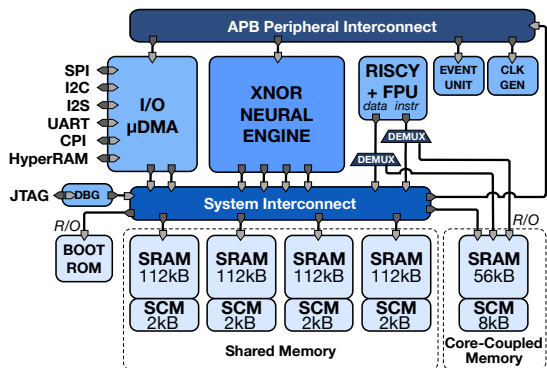 APB Peripheral Interconnect
SPI
I2C
I2S
UART
CPI
HyperRAM
I/O
µDMA
XNOR
NEURAL
ENGINE
RISCY
+ FPU
data instr
EVENT
UNIT
CLK
GEN
DEMUX
DEMUX
JTAG
DBG
System Interconnect
R/O
R/O
BOOT
ROM
SRAM
112kB
SCM
2kB
SRAM
112kB
SCM
2kB
SRAM
112kB
SCM
2kB
SRAM
112kB
SCM
2kB
SRAM
56kB
SCM
8kB
Shared Memory
Core-Coupled
Memory